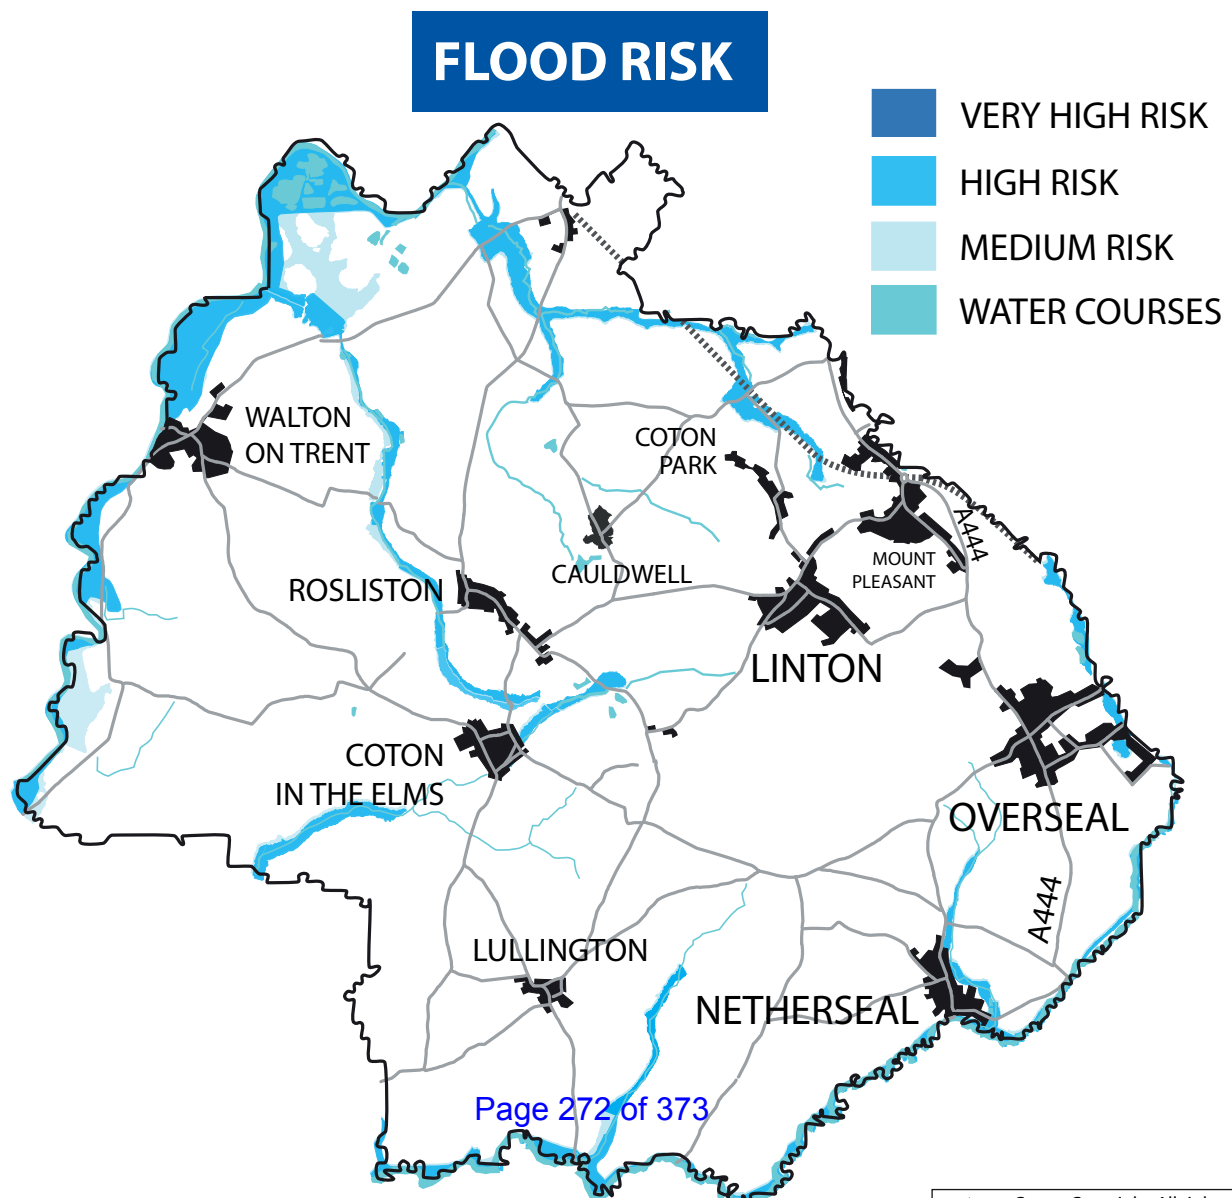 FLOOD RISK
VERY HIGH RISK
HIGH RISK
MEDIUM RISK
WATER COURSES
WALTON
ON TRENT
COTON
PARK
A444
MOUNT
PLEASANT
CAULDWELL
ROSLISTON
LINTON
COTON
IN THE ELMS
OVERSEAL
A444
LULLINGTON
NETHERSEAL
Page 272 of 373